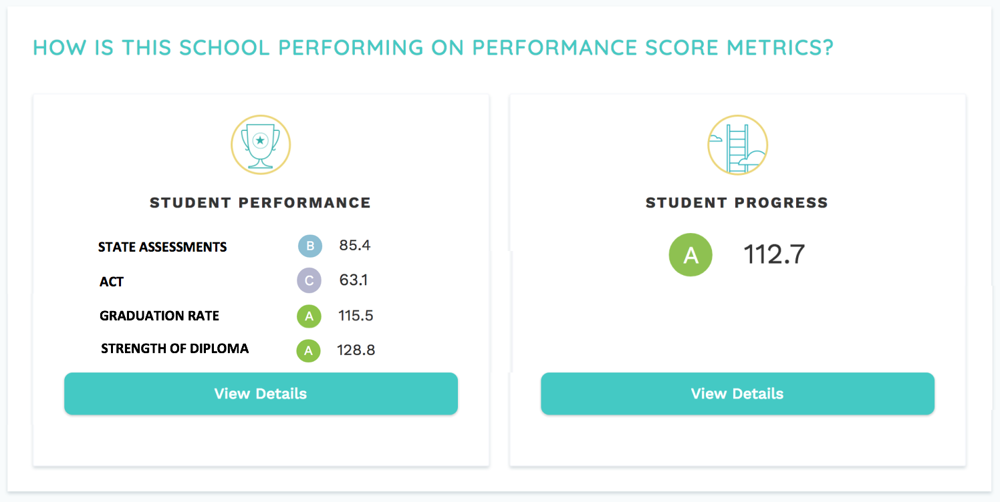 HOW IS THIS SCHOOL PERFORMING ON PERFORMANCE SCORE METRICS?
STUDENT PERFORMANCE
STATE ASSESSMENTS B 85.4
ACT C 63.1
GRADUATION RATE A 115.5
STRENGTH OF DIPLOMA A 128.8
View Details
STUDENT PROGRESS
A 112.7
View Details